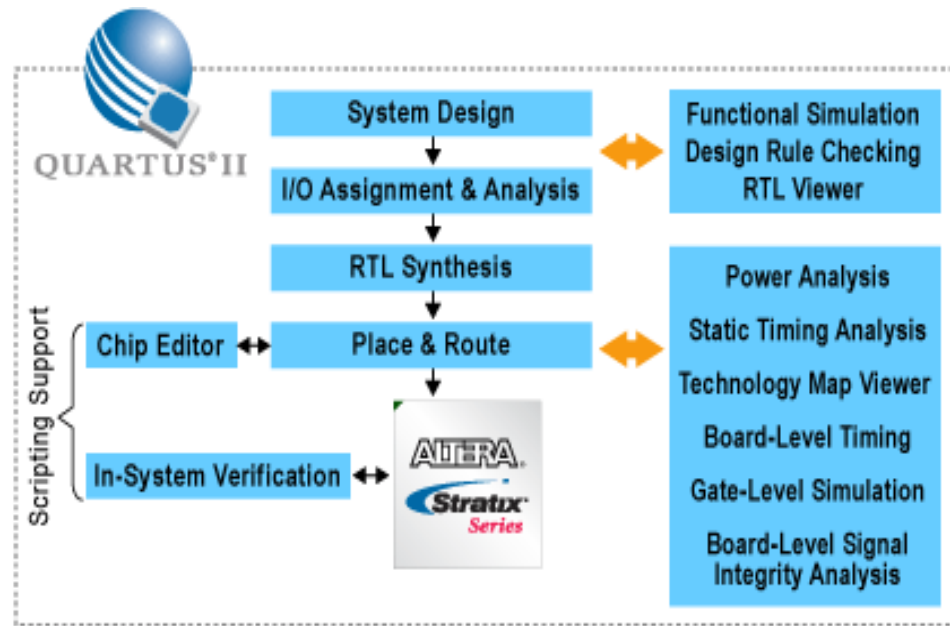 QUARTUS® II
System Design
I/O Assignment & Analysis
RTL Synthesis
Place & Route
Chip Editor
In-System Verification
Scripting Support
ALTERA®
Stratix™
Series
Functional Simulation
Design Rule Checking
RTL Viewer
Power Analysis
Static Timing Analysis
Technology Map Viewer
Board-Level Timing
Gate-Level Simulation
Board-Level Signal
Integrity Analysis